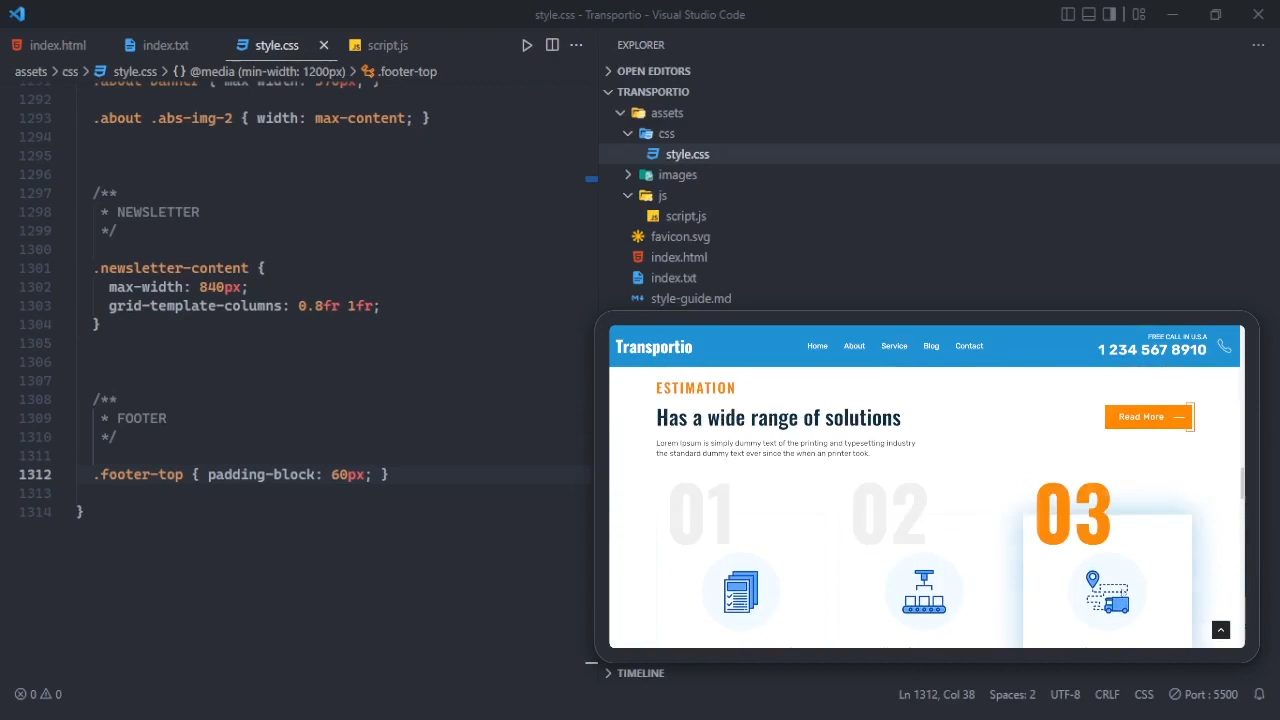 style.css - Transportio - Visual Studio Code
index.html
index.txt
style.css
script.js
assets > css > style.css > {} @media (min-width: 1200px) > .footer-top
1292
1293 .about .abs-img-2 { width: max-content; }
1294
1295
1296
1297 /**
1298 * NEWSLETTER
1299 */
1300
1301 .newsletter-content {
1302 max-width: 840px;
1303 grid-template-columns: 0.8fr 1fr;
1304 }
1305
1306
1307
1308 /**
1309 * FOOTER
1310 */
1311
1312 .footer-top { padding-block: 60px; }
1313
1314 }
EXPLORER
OPEN EDITORS
TRANSPORTIO
assets
css
style.css
images
js
script.js
favicon.svg
index.html
index.txt
style-guide.md
Transportio
Home
About
Service
Blog
Contact
FREE CALL IN U.S.A
1 234 567 8910
ESTIMATION
Has a wide range of solutions
Lorem Ipsum is simply dummy text of the printing and typesetting industry
the standard dummy text ever since the when an printer took.
Read More
01
02
03
TIMELINE
0 0
Ln 1312, Col 38
Spaces: 2
UTF-8
CRLF
CSS
Port : 5500